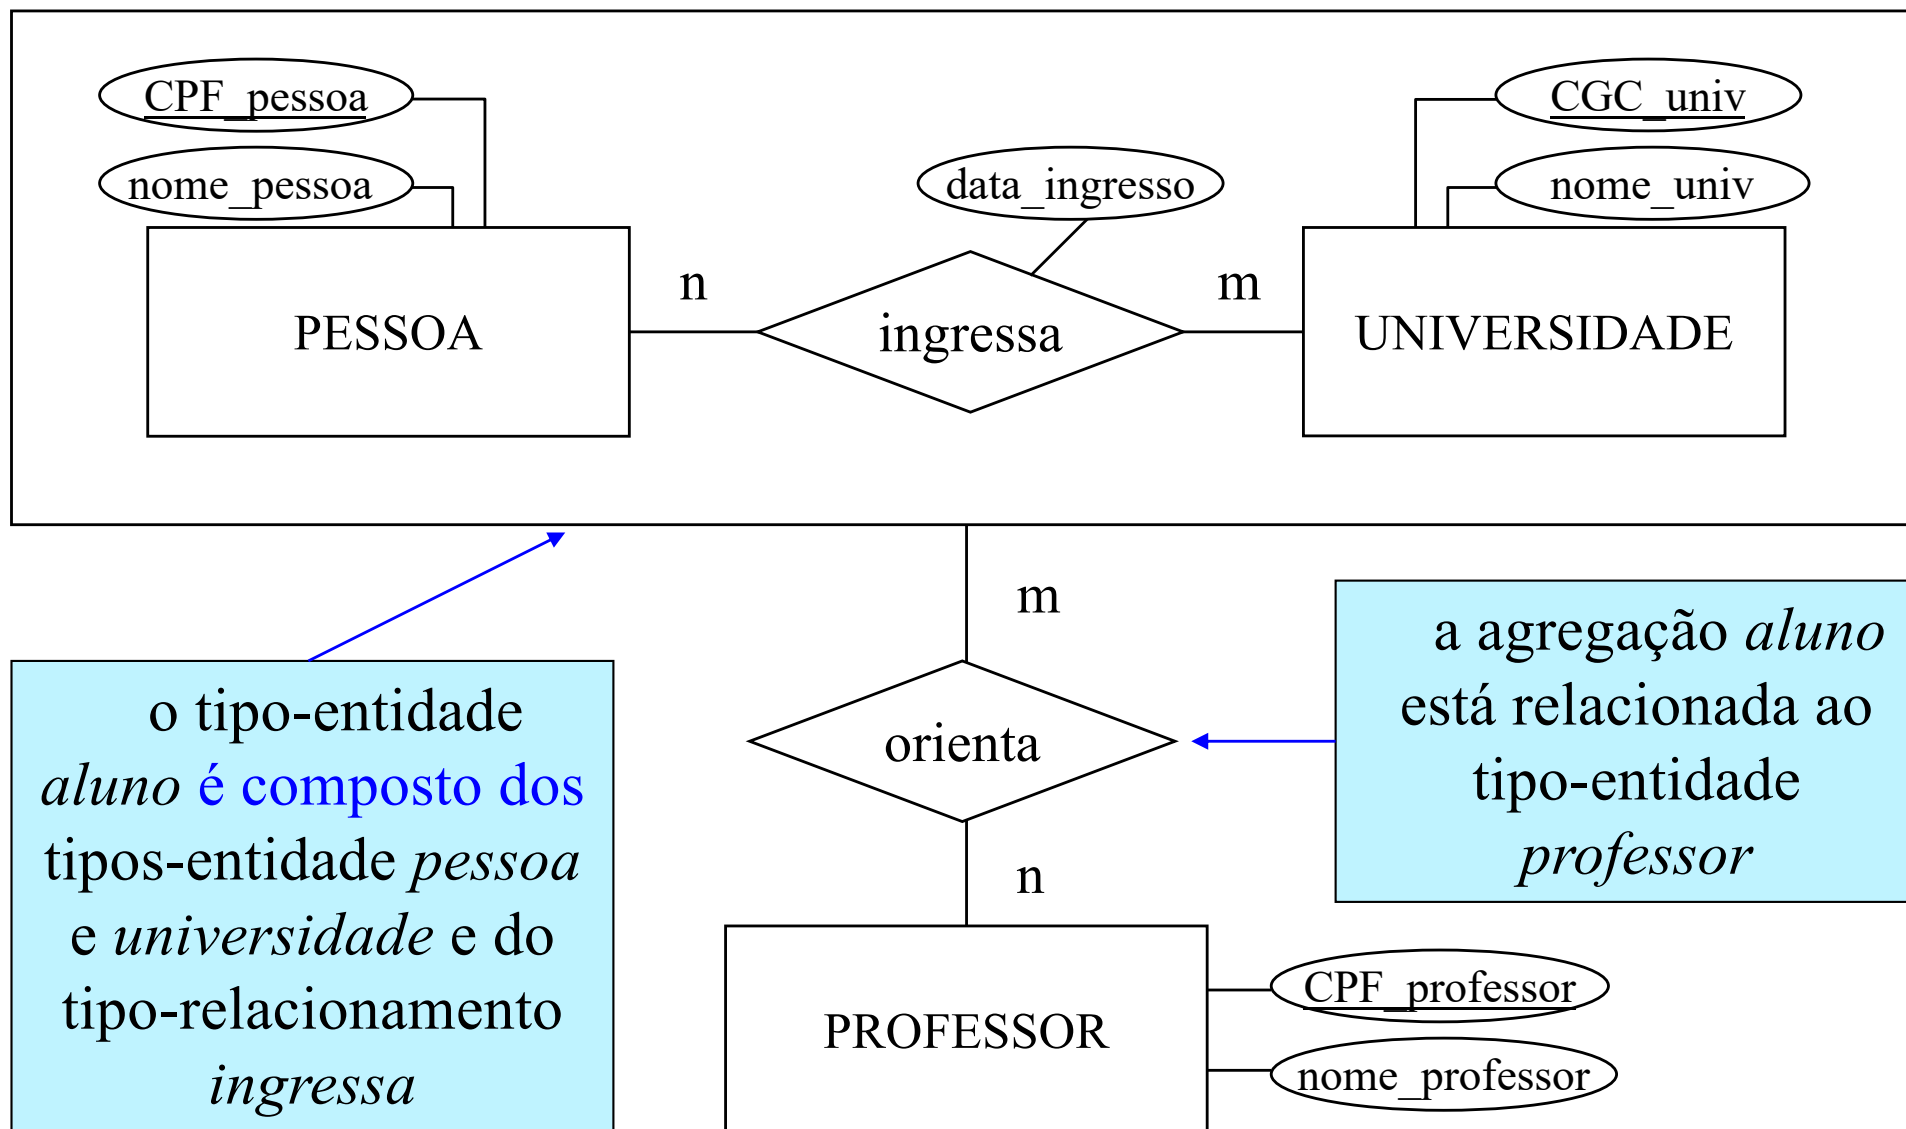 CPF_pessoa
nome_pessoa
PESSOA
n
data_ingresso
ingressa
m
CGC_univ
nome_univ
UNIVERSIDADE
o tipo-entidade
aluno é composto dos
tipos-entidade pessoa
e universidade e do
tipo-relacionamento
ingressa
m
orienta
n
a agregação aluno
está relacionada ao
tipo-entidade
professor
PROFESSOR
CPF_professor
nome_professor